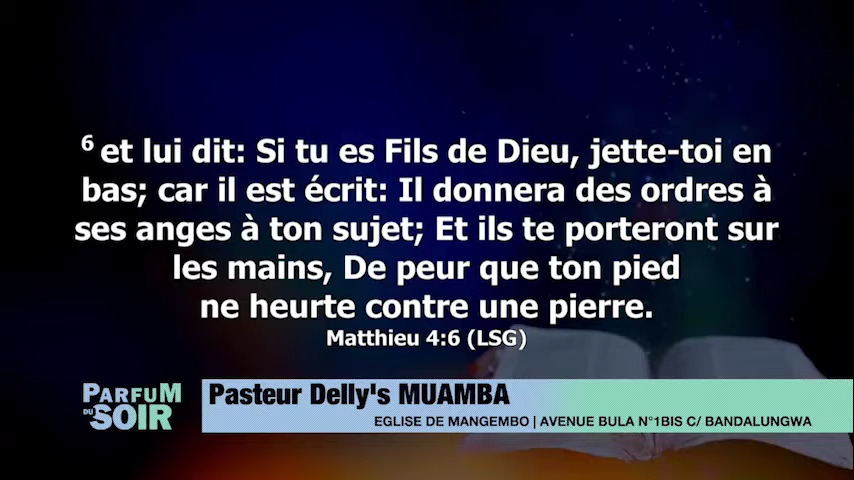 6 et lui dit: Si tu es Fils de Dieu, jette-toi en
bas; car il est écrit: Il donnera des ordres à
ses anges à ton sujet; Et ils te porteront sur
les mains, De peur que ton pied
ne heurte contre une pierre.
Matthieu 4:6 (LSG)
PARFUM
DU SOIR
Pasteur Delly's MUAMBA
EGLISE DE MANGEMBO | AVENUE BULA N°1BIS C/ BANDALUNGWA